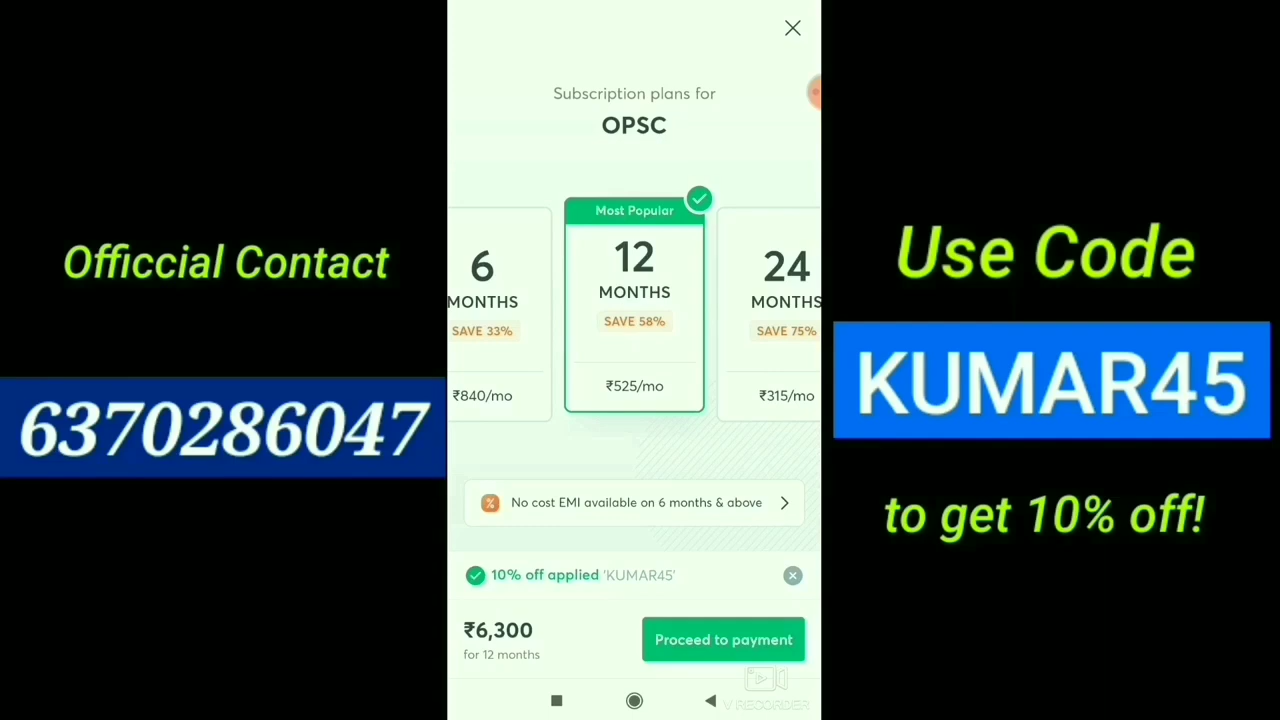 Officcial Contact
6370286047
Subscription plans for
OPSC
6
MONTHS
SAVE 33%
₹840/mo
Most Popular
12
MONTHS
SAVE 58%
₹525/mo
24
MONTHS
SAVE 75%
₹315/mo
No cost EMI available on 6 months & above
10% off applied 'KUMAR45'
₹6,300
for 12 months
Proceed to payment
V RECORDER
Use Code
KUMAR45
to get 10% off!